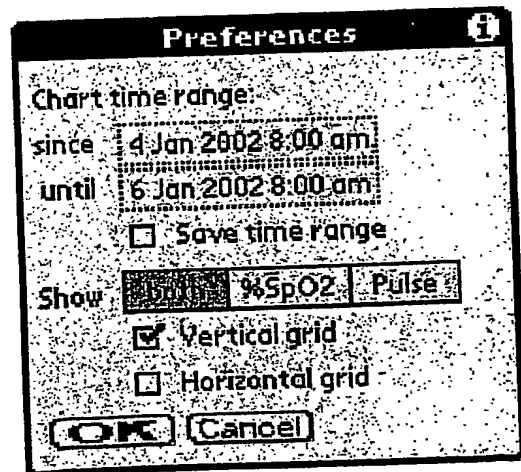 Preferences i
Chart time range:
since 4 Jan 2002 8:00 am
until 6 Jan 2002 8:00 am
Save time range
Show Both %SpO2 Pulse
Vertical grid
Horizontal grid
OK Cancel